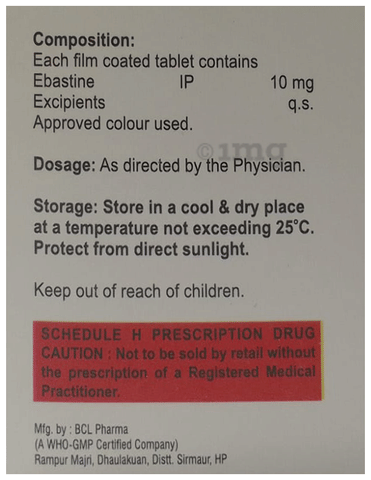 Composition:
Each film coated tablet contains
Ebastine IP 10 mg
Excipients q.s.
Approved colour used.
©1mg
Dosage: As directed by the Physician.
Storage: Store in a cool & dry place
at a temperature not exceeding 25°C.
Protect from direct sunlight.
Keep out of reach of children.
SCHEDULE H PRESCRIPTION DRUG
CAUTION : Not to be sold by retail without
the prescription of a Registered Medical
Practitioner.
Mfg. by : BCL Pharma
(A WHO-GMP Certified Company)
Rampur Majri, Dhaulakuan, Distt. Sirmaur, HP